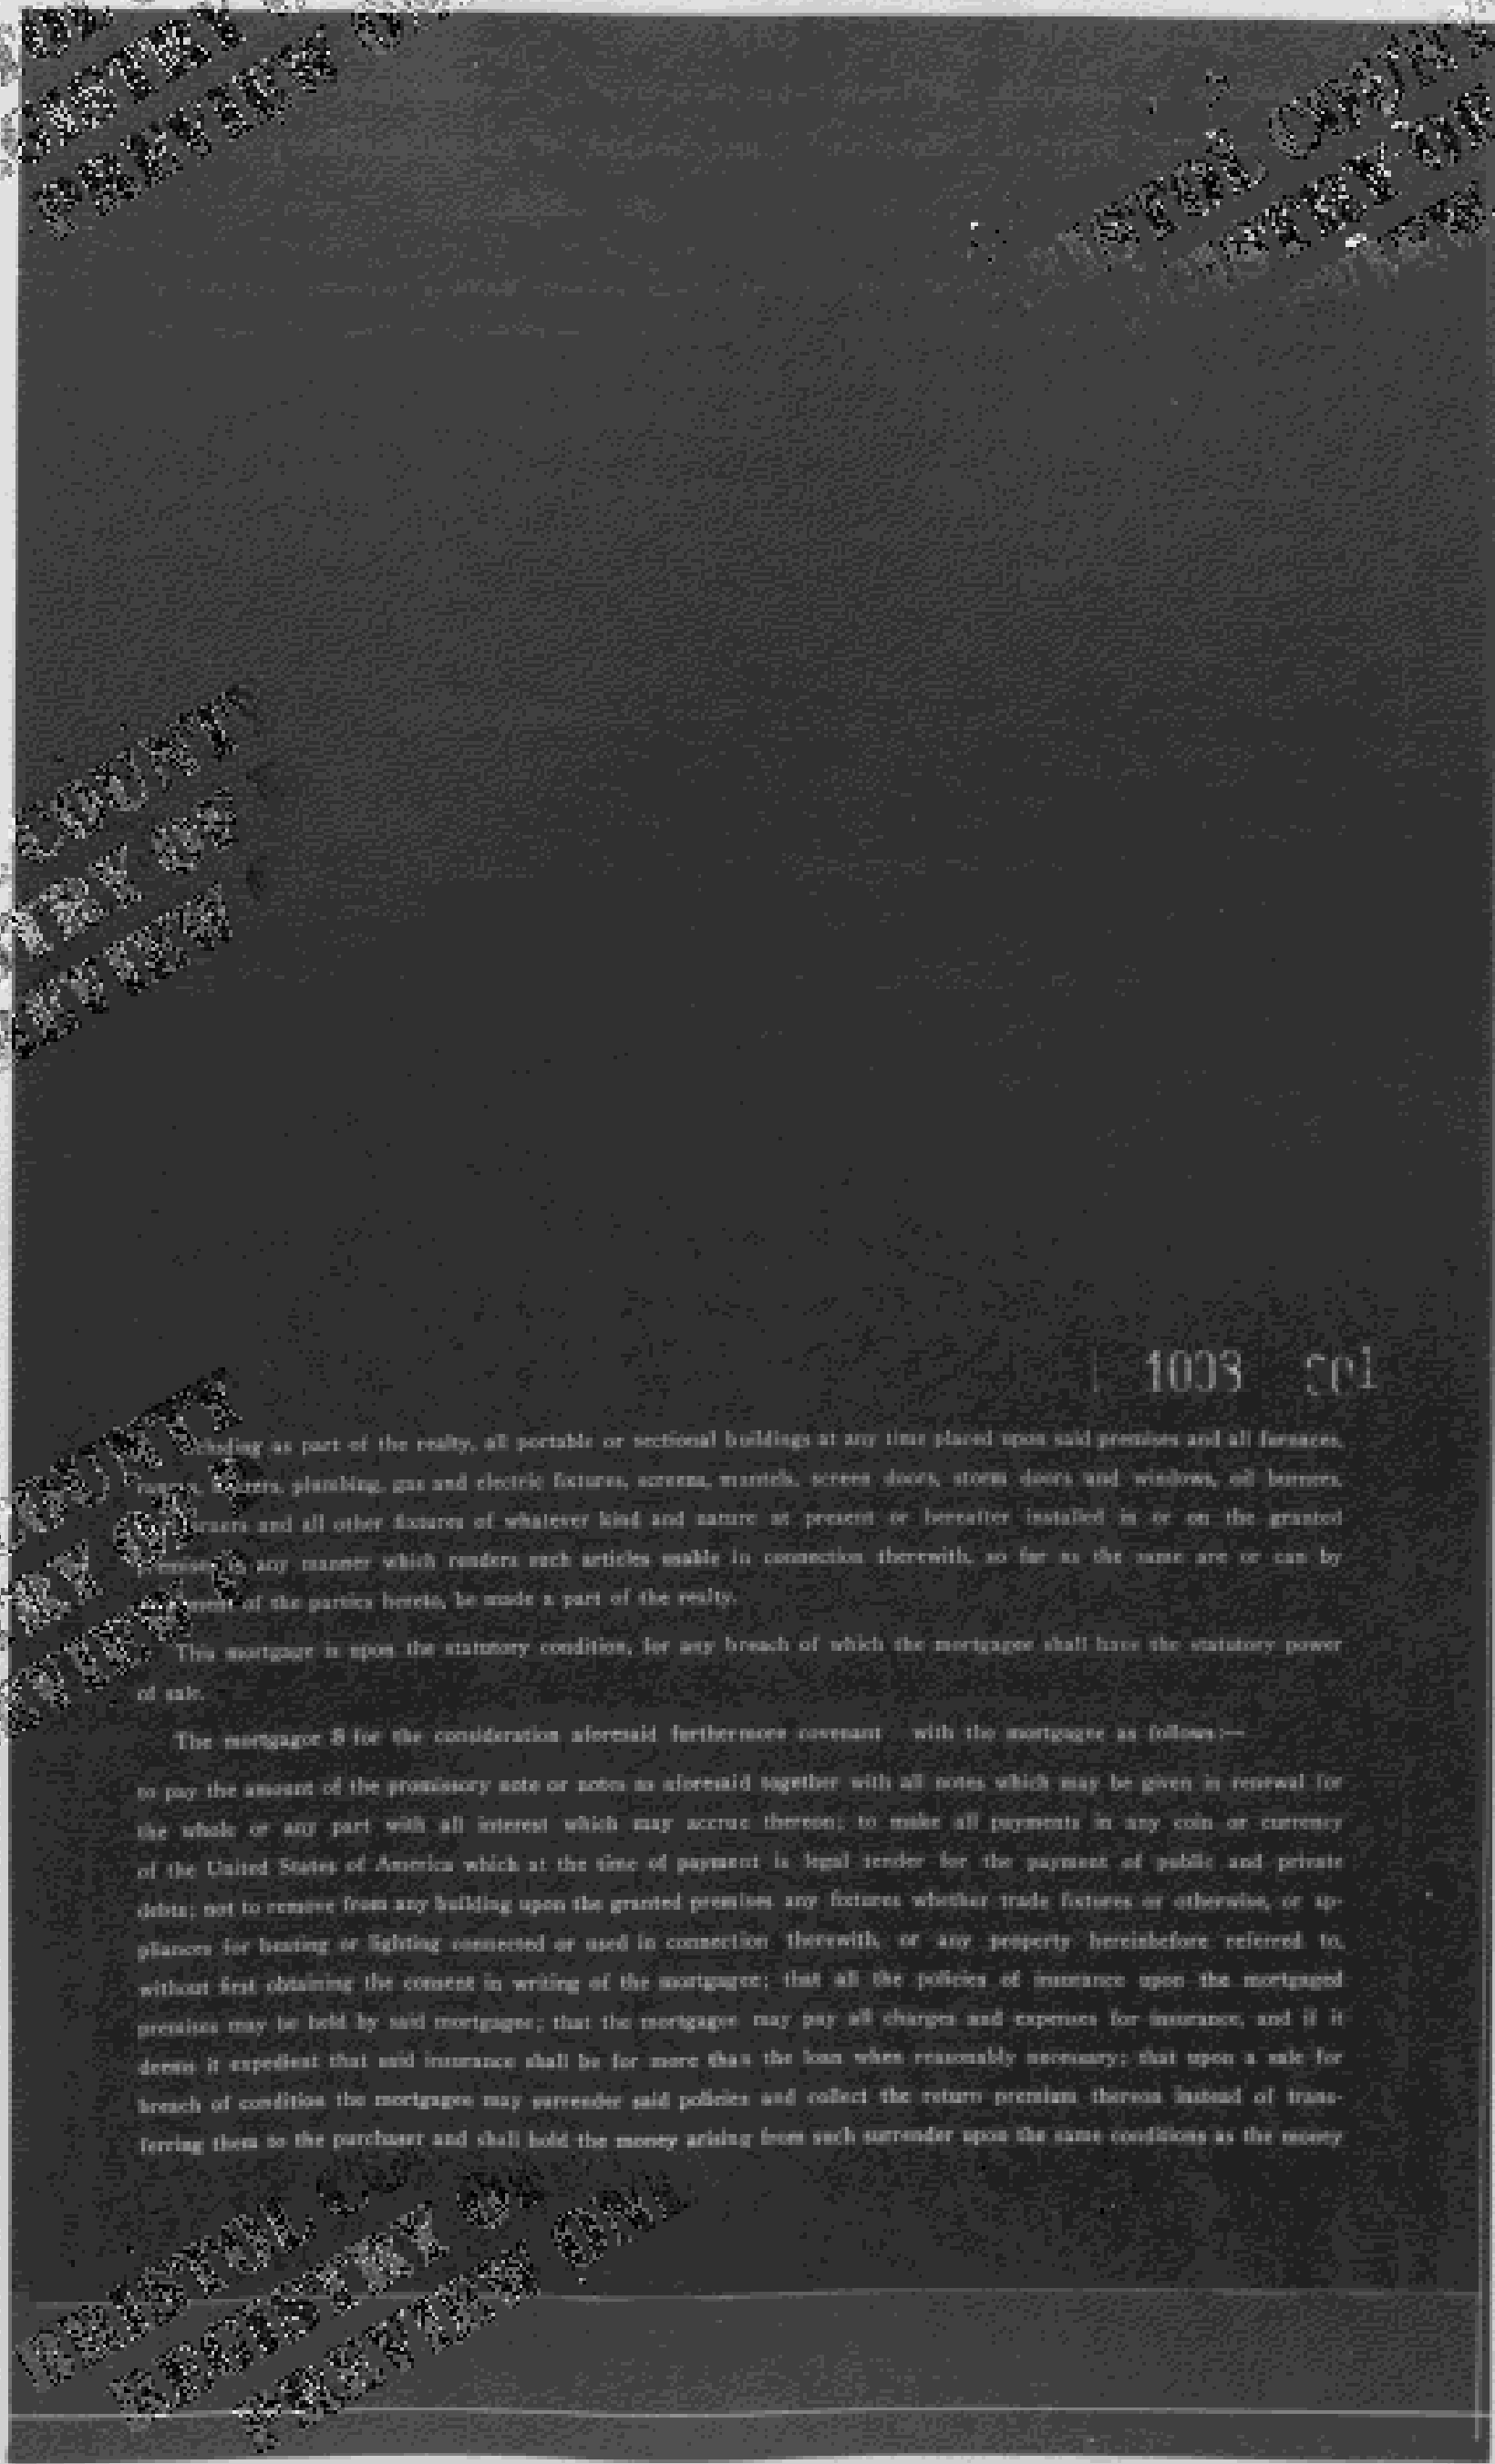 BRISTOL COUNTY
REGISTRY OF
PREVIEW ONLY
1003
including as part of the realty, all portable or sectional buildings at any time placed upon said premises and all furnaces,
ranges, heaters, plumbing, gas and electric fixtures, screens, mantels, screen doors, storm doors and windows, oil burners,
burners and all other fixtures of whatever kind and nature at present or hereafter installed in or on the granted
premises in any manner which renders such articles usable in connection therewith, so far as the same are or can by
agreement of the parties hereto, be made a part of the realty.
This mortgage is upon the statutory condition, for any breach of which the mortgagee shall have the statutory power
of sale.
The mortgagor S for the consideration aforesaid furthermore covenant with the mortgagee as follows:—
to pay the amount of the promissory note or notes as aforesaid together with all notes which may be given in renewal for
the whole or any part with all interest which may accrue thereon; to make all payments in any coin or currency
of the United States of America which at the time of payment is legal tender for the payment of public and private
debts; not to remove from any building upon the granted premises any fixtures whether trade fixtures or otherwise, or ap-
pliances for heating or lighting connected or used in connection therewith, or any property hereinbefore referred to,
without first obtaining the consent in writing of the mortgagee; that all the policies of insurance upon the mortgaged
premises may be held by said mortgagee; that the mortgagee may pay all charges and expenses for insurance, and if it
deems it expedient that said insurance shall be for more than the loan when reasonably necessary; that upon a sale for
breach of condition the mortgagee may surrender said policies and collect the return premium thereon instead of trans-
ferring them to the purchaser and shall hold the money arising from such surrender upon the same conditions as the money